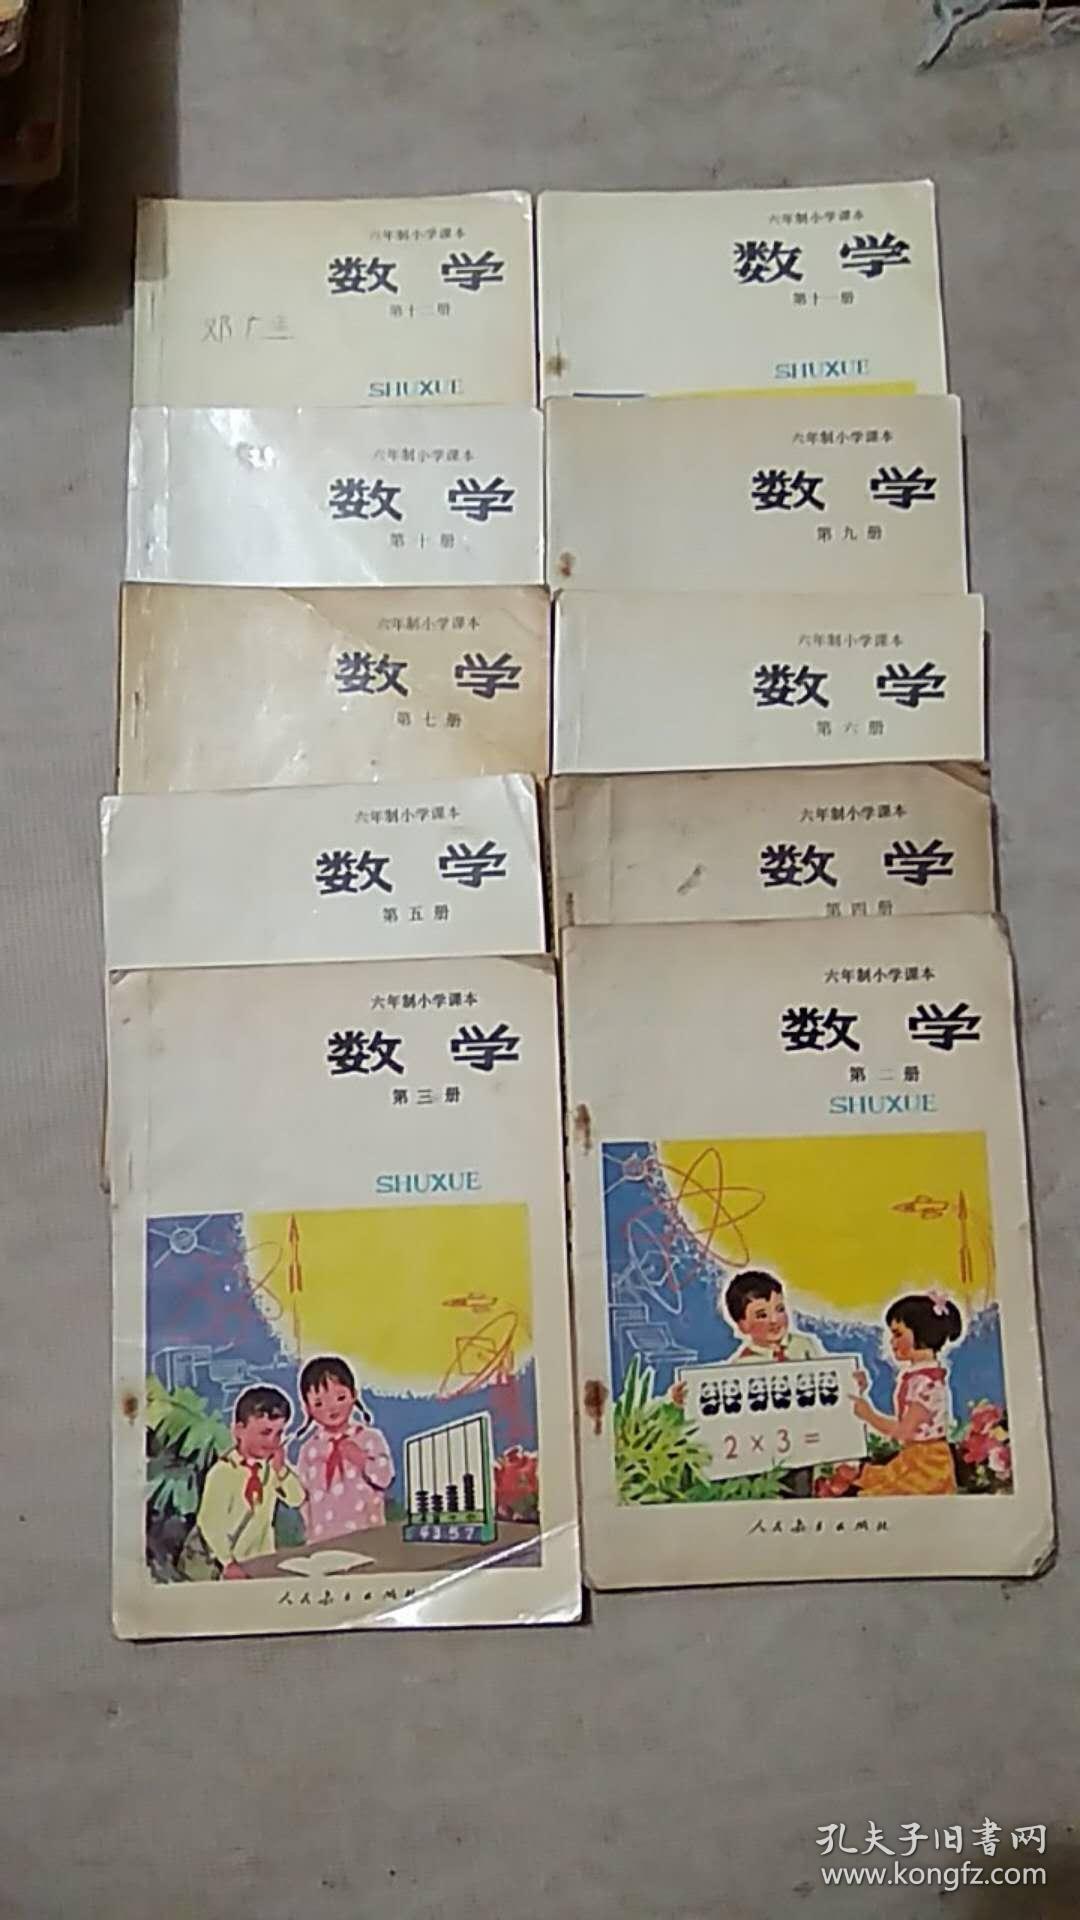 六年制小学课本
数学
第十二册
SHUXUE
六年制小学课本
数学
第十一册
SHUXUE
六年制小学课本
数学
第十册
六年制小学课本
数学
第九册
六年制小学课本
数学
第七册
六年制小学课本
数学
第六册
六年制小学课本
数学
第五册
六年制小学课本
数学
第四册
六年制小学课本
数学
第三册
SHUXUE
4357
人民教育出版社
六年制小学课本
数学
第二册
SHUXUE
2×3=
人民教育出版社
孔夫子旧書网
www.kongfz.com